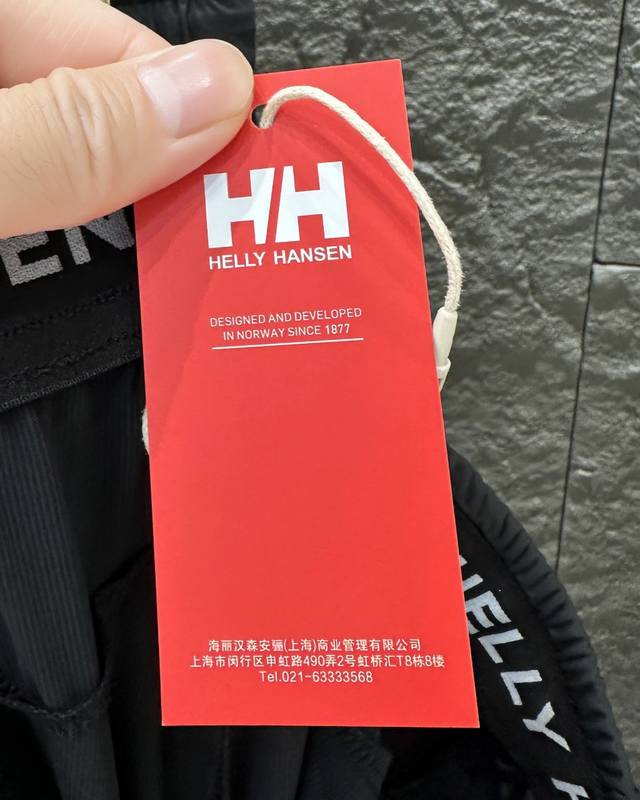 HH
HELLY HANSEN
DESIGNED AND DEVELOPED
IN NORWAY SINCE 1877
海丽汉森安骊(上海)商业管理有限公司
上海市闵行区申虹路490弄2号虹桥汇T8栋8楼
Tel.021-63333568
EN
HELLY H